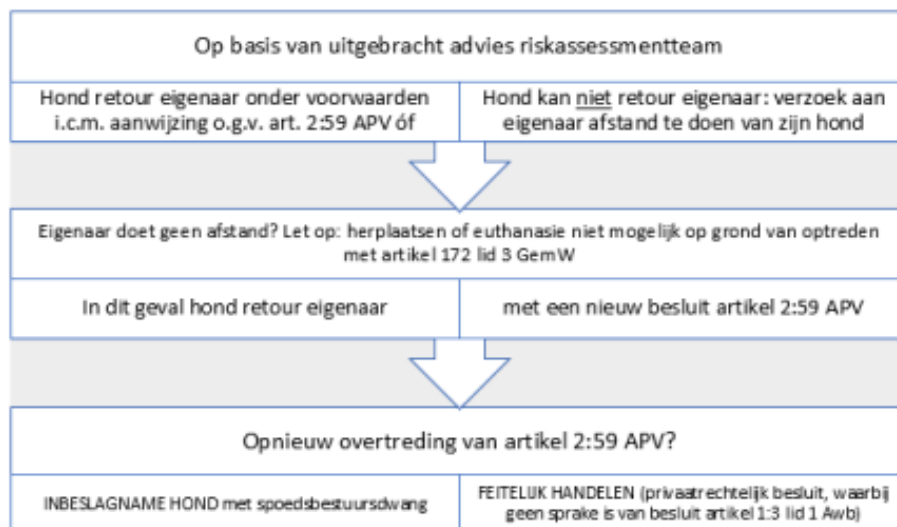 Op basis van uitgebracht advies riskassessmentteam
Hond retour eigenaar onder voorwaarden
i.c.m. aanwijzing o.g.v. art. 2:59 APV óf
Hond kan niet retour eigenaar: verzoek aan
eigenaar afstand te doen van zijn hond
Eigenaar doet geen afstand? Let op: herplaatsen of euthanasie niet mogelijk op grond van optreden
met artikel 172 lid 3 GemW
In dit geval hond retour eigenaar
met een nieuw besluit artikel 2:59 APV
Opnieuw overtreding van artikel 2:59 APV?
INBESLAGNAME HOND met spoedsbestuursdwang
FEITELIJK HANDELEN (privaatrechtelijk besluit, waarbij
geen sprake is van besluit artikel 1:3 lid 1 Awb)